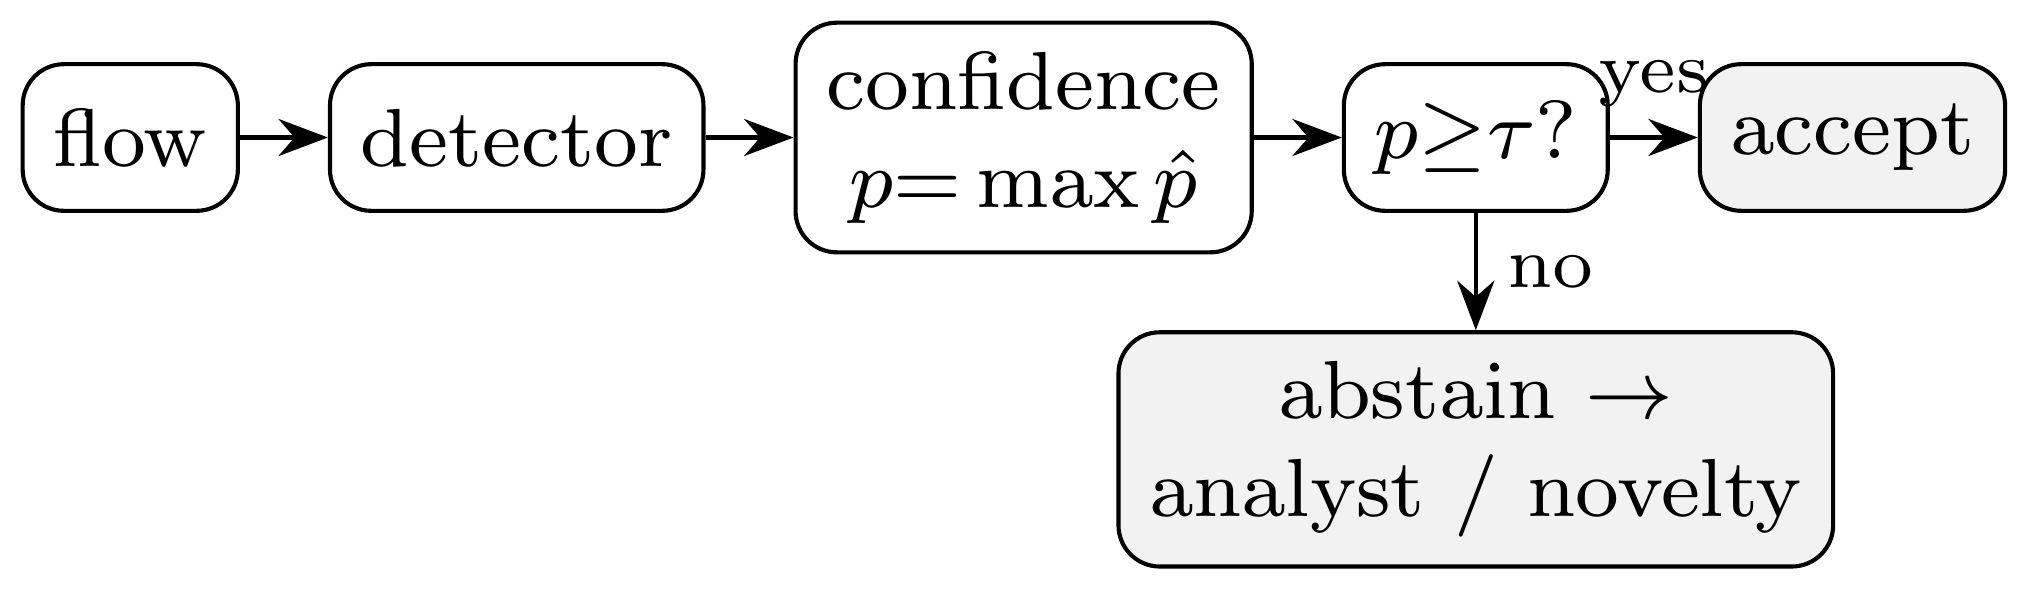 flow
detector
confidence
p= max p̂
p≥τ?
yes
accept
no
abstain →
analyst / novelty